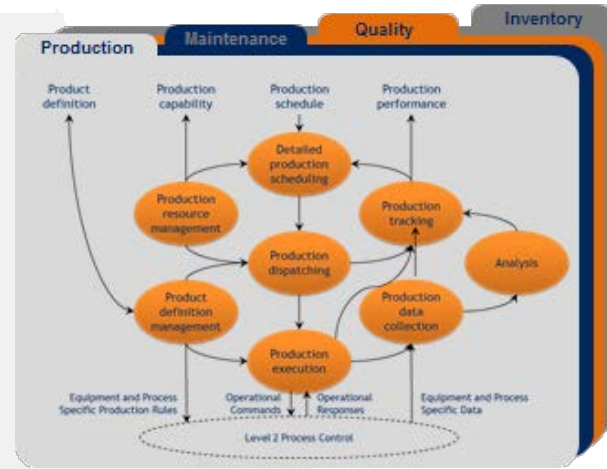 Inventory
Quality
Maintenance
Production
Product
definition
Production
capability
Production
schedule
Production
performance
Detailed
production
scheduling
Production
resource
management
Production
tracking
Production
dispatching
Analysis
Product
definition
management
Production
data
collection
Production
execution
Equipment and Process
Specific Production Rules
Operational
Commands
Operational
Responses
Equipment and Process
Specific Data
Level 2 Process Control